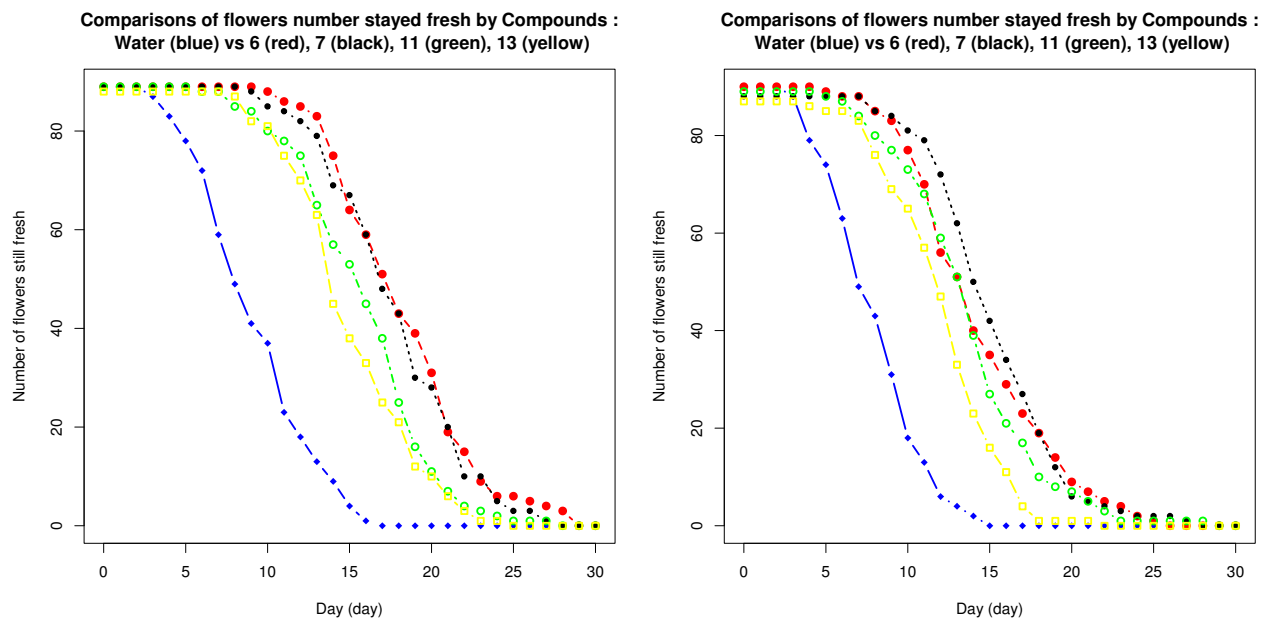 Comparisons of flowers number stayed fresh by Compounds :
Water (blue) vs 6 (red), 7 (black), 11 (green), 13 (yellow)
Number of flowers still fresh
80
60
40
20
0
0 5 10 15 20 25 30
Day (day)
Comparisons of flowers number stayed fresh by Compounds :
Water (blue) vs 6 (red), 7 (black), 11 (green), 13 (yellow)
Number of flowers still fresh
80
60
40
20
0
0 5 10 15 20 25 30
Day (day)